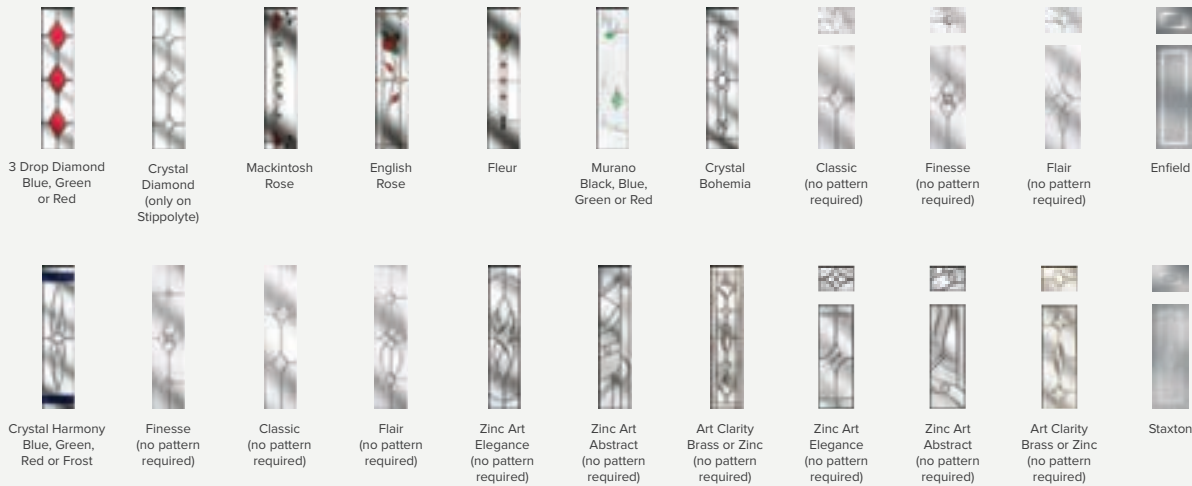 3 Drop Diamond
Blue, Green
or Red
Crystal
Diamond
(only on
Stippolyte)
Mackintosh
Rose
English
Rose
Fleur
Murano
Black, Blue,
Green or Red
Crystal
Bohemia
Classic
(no pattern
required)
Finesse
(no pattern
required)
Flair
(no pattern
required)
Enfield
Crystal Harmony
Blue, Green,
Red or Frost
Finesse
(no pattern
required)
Classic
(no pattern
required)
Flair
(no pattern
required)
Zinc Art
Elegance
(no pattern
required)
Zinc Art
Abstract
(no pattern
required)
Art Clarity
Brass or Zinc
(no pattern
required)
Zinc Art
Elegance
(no pattern
required)
Zinc Art
Abstract
(no pattern
required)
Art Clarity
Brass or Zinc
(no pattern
required)
Staxton